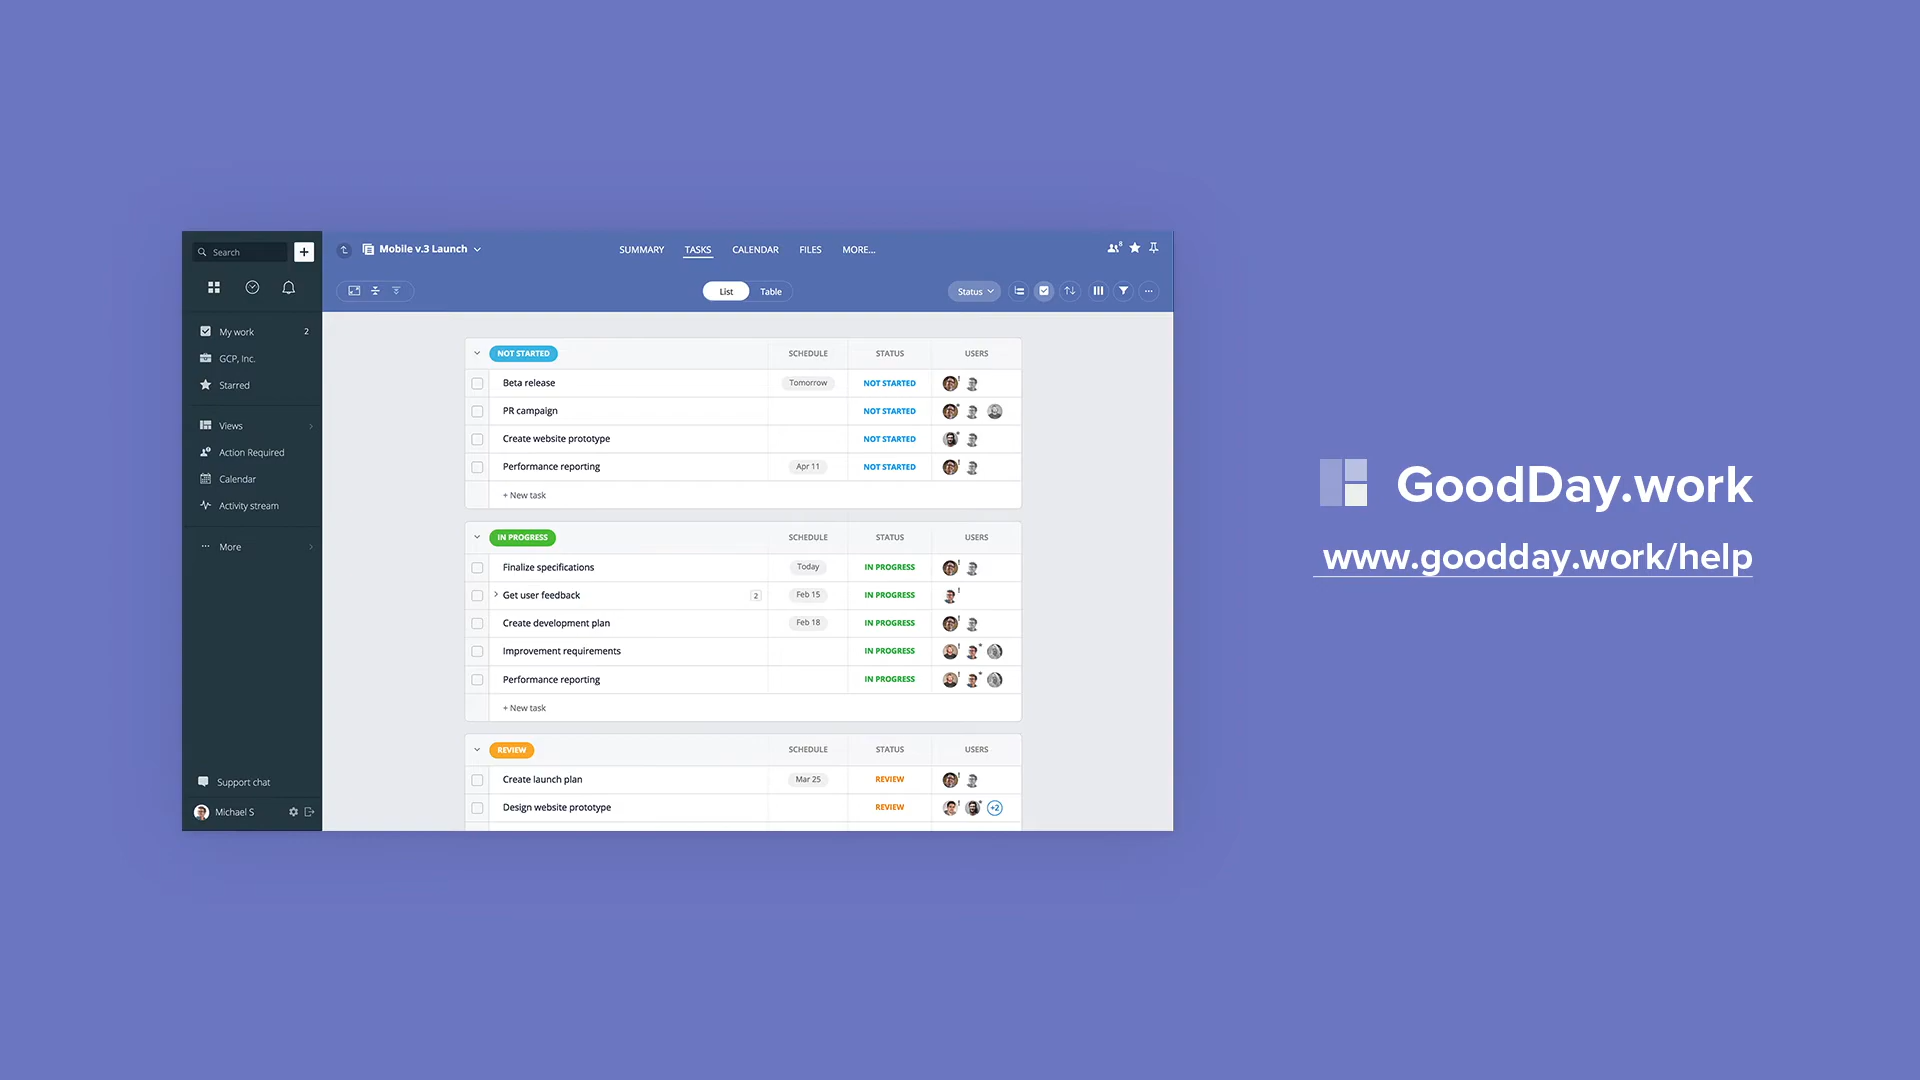 Search
My work 2
GCP, Inc.
Starred
Views
Action Required
Calendar
Activity stream
More
Support chat
Michael S
Mobile v.3 Launch
SUMMARY TASKS CALENDAR FILES MORE...
8
List Table
Status
NOT STARTED SCHEDULE STATUS USERS
Beta release Tomorrow NOT STARTED
PR campaign NOT STARTED
Create website prototype NOT STARTED
Performance reporting Apr 11 NOT STARTED
+ New task
IN PROGRESS SCHEDULE STATUS USERS
Finalize specifications Today IN PROGRESS
Get user feedback 2 Feb 15 IN PROGRESS
Create development plan Feb 18 IN PROGRESS
Improvement requirements IN PROGRESS
Performance reporting IN PROGRESS
+ New task
REVIEW SCHEDULE STATUS USERS
Create launch plan Mar 25 REVIEW
Design website prototype REVIEW +2
GoodDay.work
www.goodday.work/help